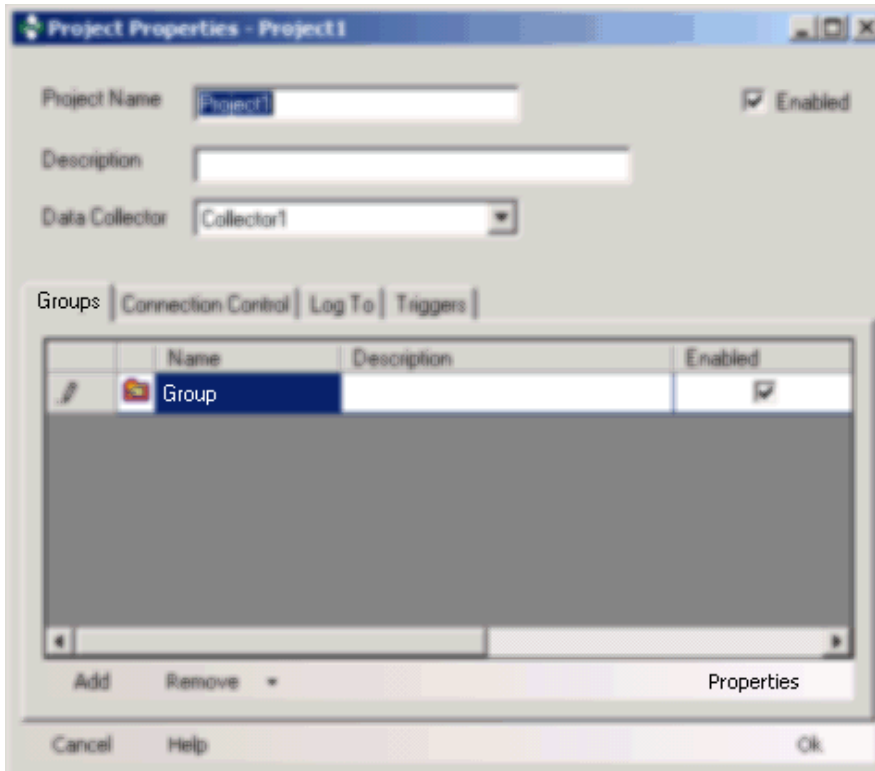 Project Properties - Project1
Project Name Project1 Enabled
Description
Data Collector Collector1
Groups Connection Control Log To Triggers
Name Description Enabled
Group
Add Remove Properties
Cancel Help Ok